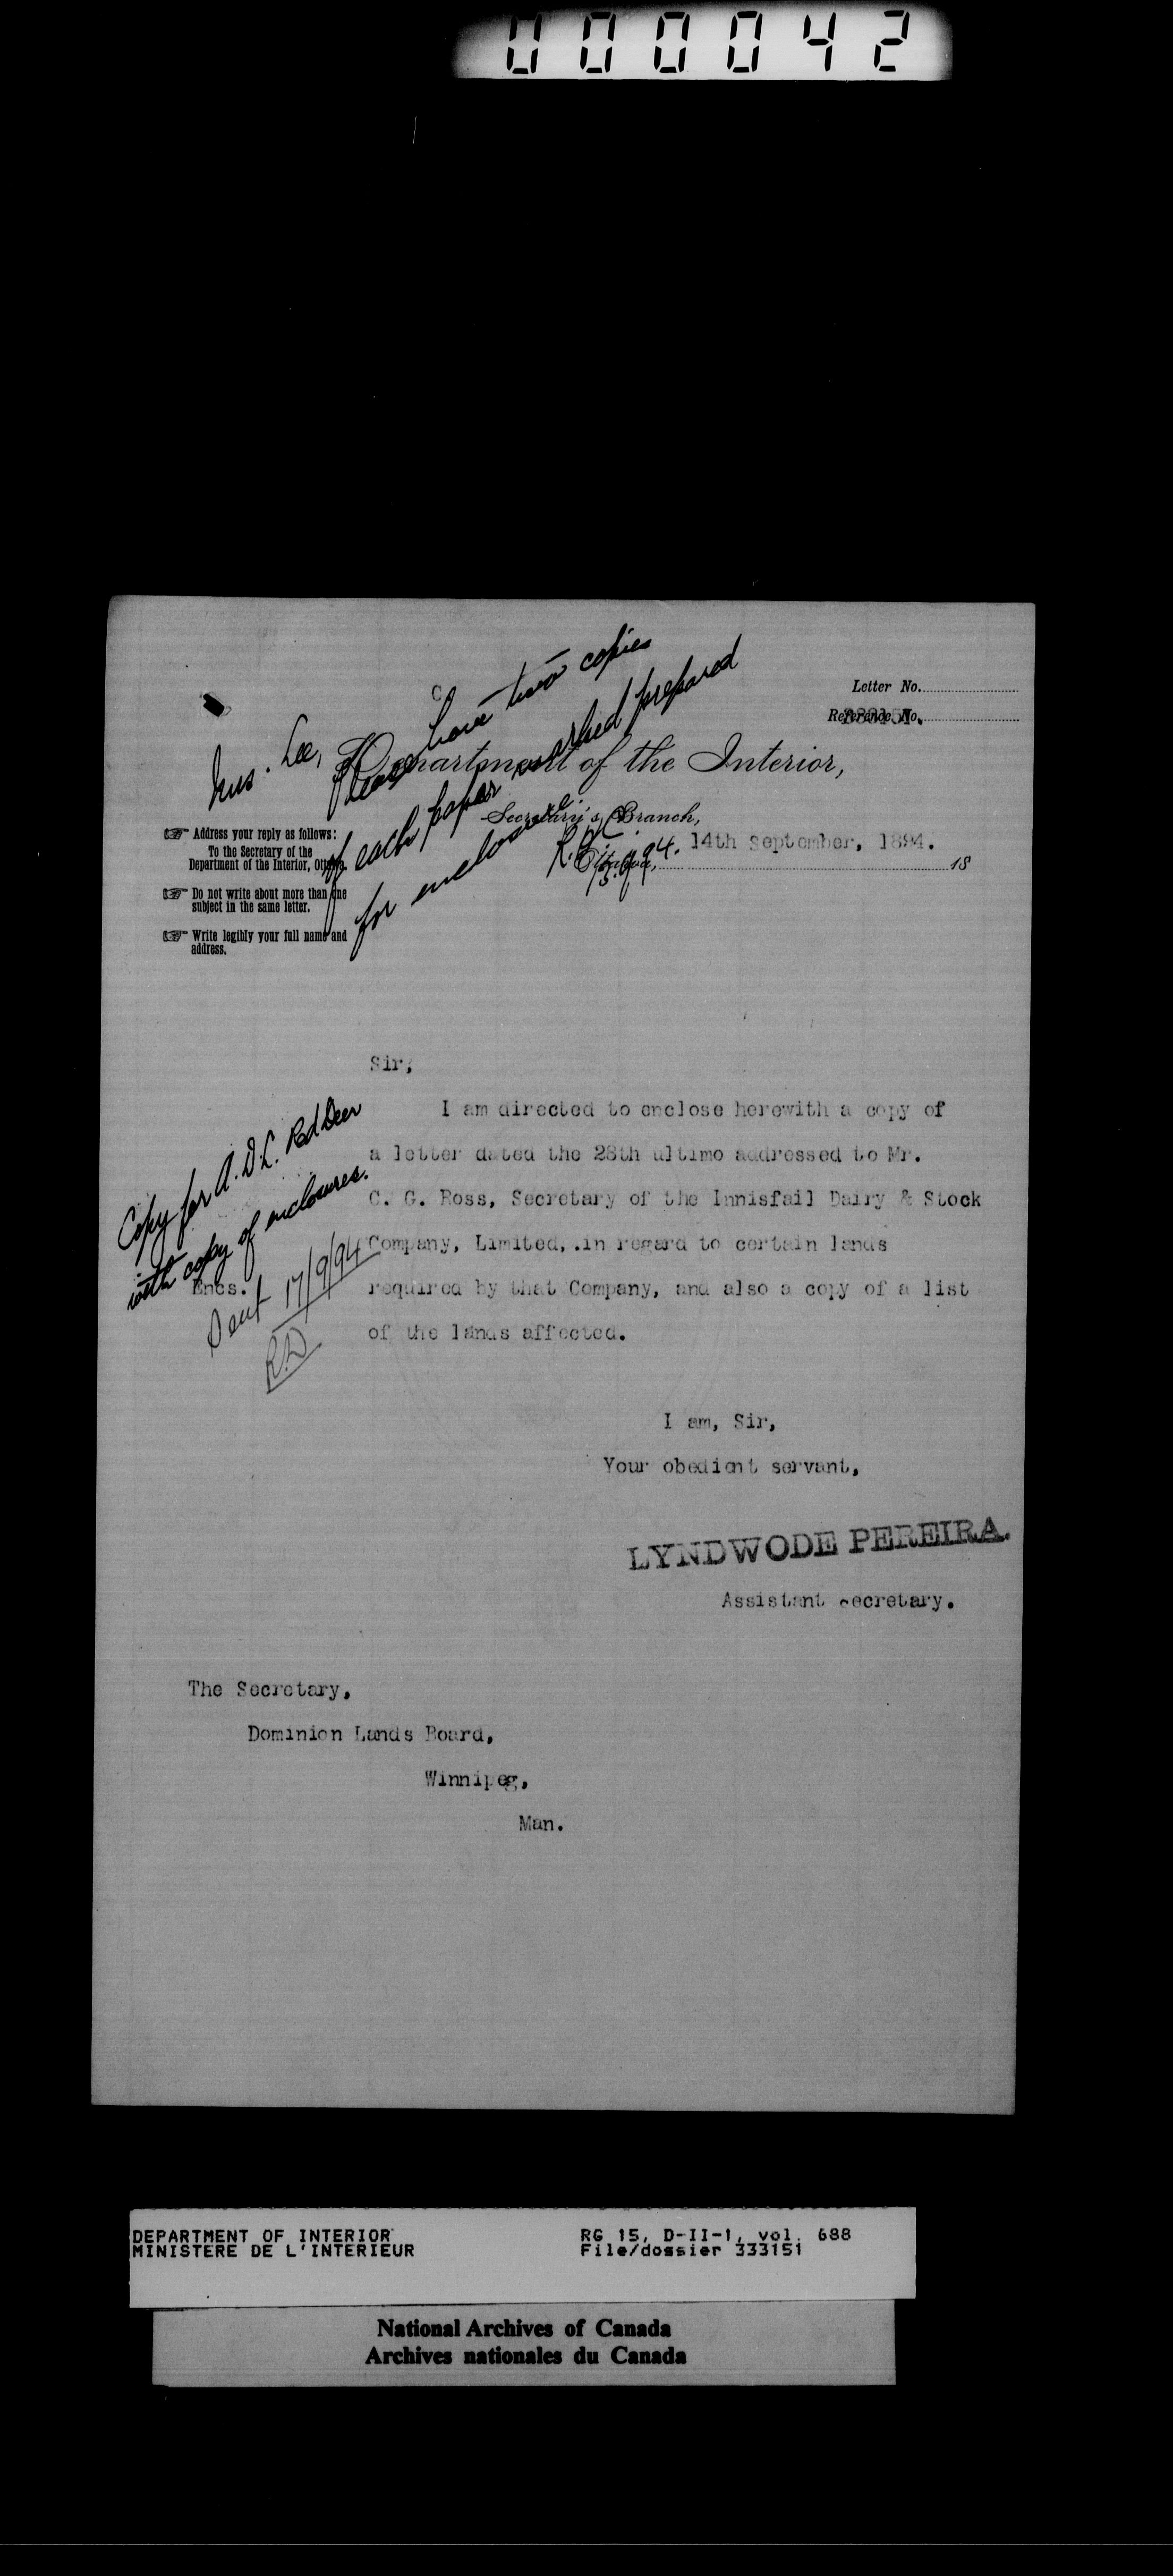 000042
Letter No.
Reference No.
333151.
Mrs. Lee,
Please have two copies
of each paper marked prepared
for enclosure.
Department of the Interior,
Secretary's Branch,
Ottawa, 14th September, 1894. 18
Address your reply as follows:
To the Secretary of the
Department of the Interior, Ottawa.
Do not write about more than one
subject in the same letter.
Write legibly your full name and
address.
Sir,
I am directed to enclose herewith a copy of
a letter dated the 28th ultimo addressed to Mr.
C. G. Ross, Secretary of the Innisfail Dairy & Stock
Company, Limited, in regard to certain lands
required by that Company, and also a copy of a list
of the lands affected.
Copy for A. D. L. Red Deer
with copy of enclosures.
Encs.
Sent 17/9/94
I am, Sir,
Your obedient servant,
LYNDWODE PEREIRA.
Assistant Secretary.
The Secretary,
Dominion Lands Board,
Winnipeg,
Man.
DEPARTMENT OF INTERIOR
MINISTERE DE L'INTERIEUR
RG 15, D-II-1, vol. 688
File/dossier 333151
National Archives of Canada
Archives nationales du Canada